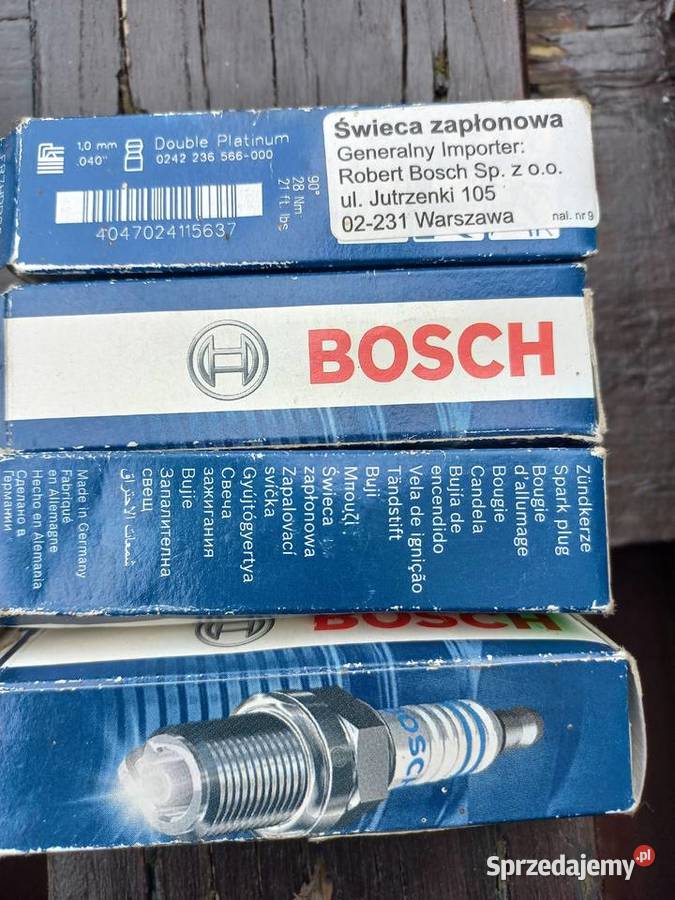 1,0 mm
.040"
Double Platinum
0242 236 566-000
4047024115637
90°
28 Nm
21 ft. lbs
Świeca zapłonowa
Generalny Importer:
Robert Bosch Sp. z o.o.
ul. Jutrzenki 105
02-231 Warszawa
nal. nr 9
BOSCH
Zündkerze
Spark plug
Bougie
d'allumage
Bougie
Candela
Bujía de
encendido
Vela de ignição
Tändstift
Buji
Μπουζί
Świeca
zapłonowa
Zapalovací
svíčka
Gyújtógyertya
Свеча
зажигания
Bujie
Запалителна
свещ
شمعات الاحتراق
Made in Germany
Fabriqué
en Allemagne
Hecho en Alemania
Сделано в
Германии
BOSCH
BOSCH
Sprzedajemy.pl